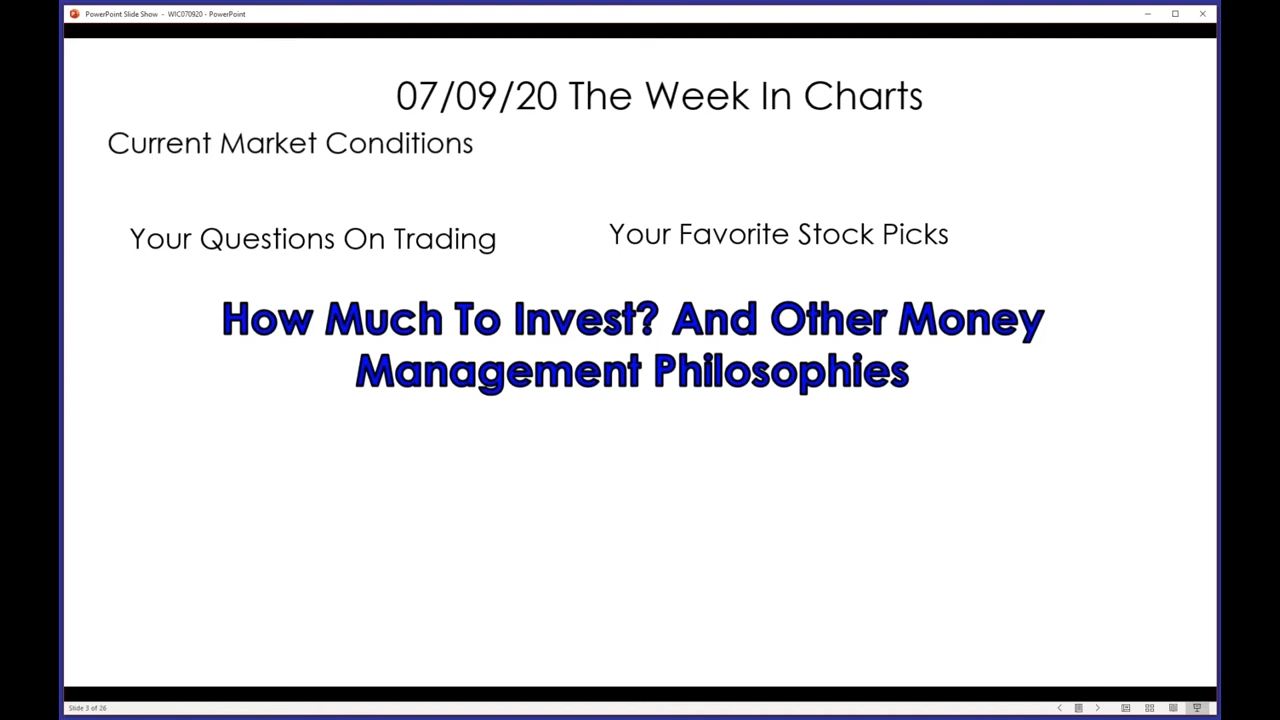 PowerPoint Slide Show - WIC070920 - PowerPoint
07/09/20 The Week In Charts
Current Market Conditions
Your Questions On Trading
Your Favorite Stock Picks
How Much To Invest? And Other Money
Management Philosophies
Slide 3 of 26